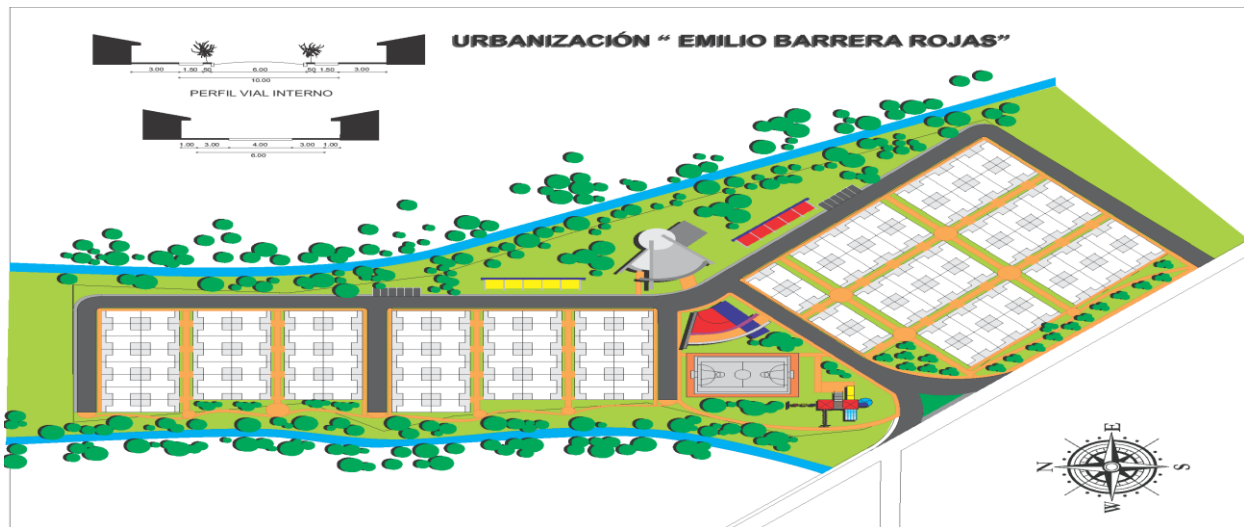 URBANIZACIÓN “ EMILIO BARRERA ROJAS”
3.00 1.50 .50 6.00 .50 1.50 3.00
10.00
PERFIL VIAL INTERNO
1.00 3.00 4.00 3.00 1.00
6.00
E
N S
W